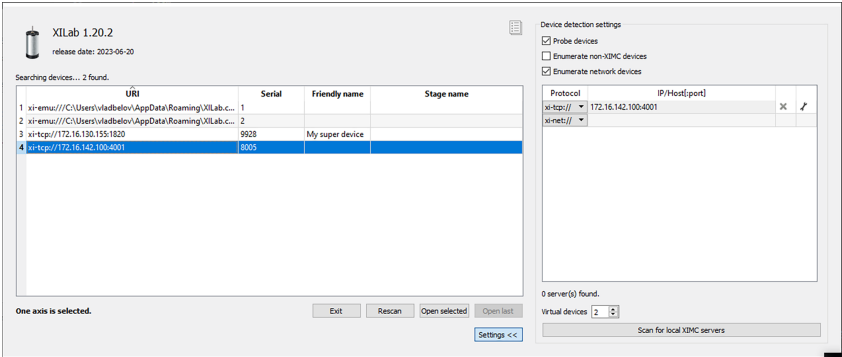 XILab 1.20.2
release date: 2023-06-20
Searching devices... 2 found.
URI Serial Friendly name Stage name
1 xi-emu:///C:\Users\vladbelov\AppData\Roaming\XILab.c... 1
2 xi-emu:///C:\Users\vladbelov\AppData\Roaming\XILab.c... 2
3 xi-tcp://172.16.130.155:1820 9928 My super device
4 xi-tcp://172.16.142.100:4001 8005
One axis is selected.
Exit Rescan Open selected Open last
Settings <<
Device detection settings
Probe devices
Enumerate non-XIMC devices
Enumerate network devices
Protocol IP/Host[:port]
xi-tcp:// 172.16.142.100:4001
xi-net://
0 server(s) found.
Virtual devices 2
Scan for local XIMC servers